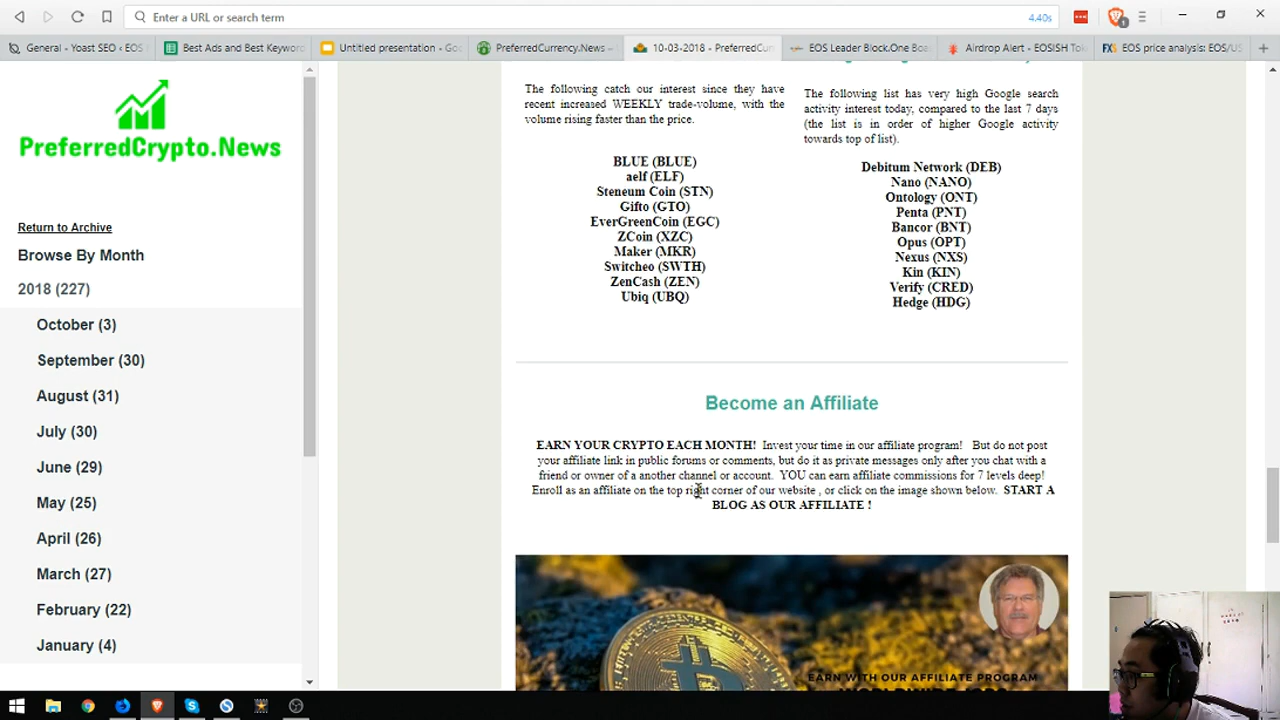 Enter a URL or search term
4.40s
1
General - Yoast SEO ‹ EOS
Best Ads and Best Keywor
Untitled presentation - Go
PreferredCurrency.News –
10-03-2018 - PreferredCur
EOS Leader Block.One Boa
Airdrop Alert - EOSISH Tok
FXS
EOS price analysis: EOS/US
PreferredCrypto.News
Return to Archive
Browse By Month
2018 (227)
October (3)
September (30)
August (31)
July (30)
June (29)
May (25)
April (26)
March (27)
February (22)
January (4)
The following catch our interest since they have
recent increased WEEKLY trade-volume, with the
volume rising faster than the price.
BLUE (BLUE)
aelf (ELF)
Steneum Coin (STN)
Gifto (GTO)
EverGreenCoin (EGC)
ZCoin (XZC)
Maker (MKR)
Switcheo (SWTH)
ZenCash (ZEN)
Ubiq (UBQ)
The following list has very high Google search
activity interest today, compared to the last 7 days
(the list is in order of higher Google activity
towards top of list).
Debitum Network (DEB)
Nano (NANO)
Ontology (ONT)
Penta (PNT)
Bancor (BNT)
Opus (OPT)
Nexus (NXS)
Kin (KIN)
Verify (CRED)
Hedge (HDG)
Become an Affiliate
EARN YOUR CRYPTO EACH MONTH! Invest your time in our affiliate program! But do not post
your affiliate link in public forums or comments, but do it as private messages only after you chat with a
friend or owner of a another channel or account. YOU can earn affiliate commissions for 7 levels deep!
Enroll as an affiliate on the top right corner of our website , or click on the image shown below. START A
BLOG AS OUR AFFILIATE !
EARN WITH OUR AFFILIATE PROGRAM